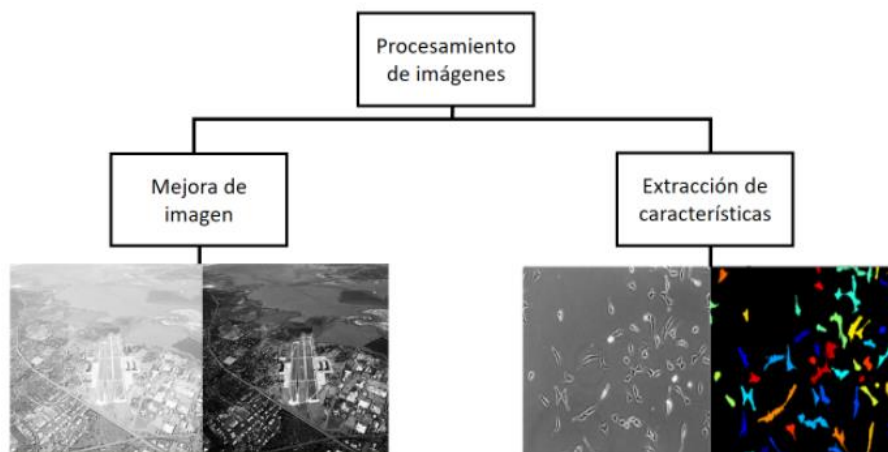 Procesamiento
de imágenes
Mejora de
imagen
Extracción de
características